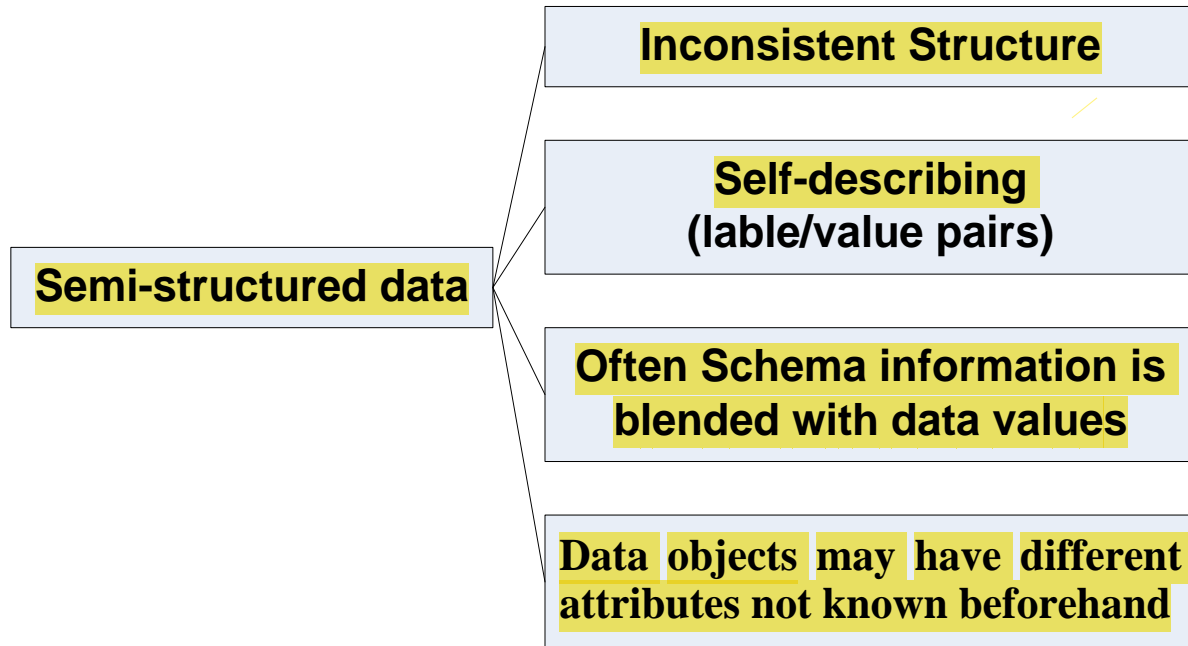 Inconsistent Structure
Self-describing
(lable/value pairs)
Semi-structured data
Often Schema information is
blended with data values
Data objects may have different
attributes not known beforehand